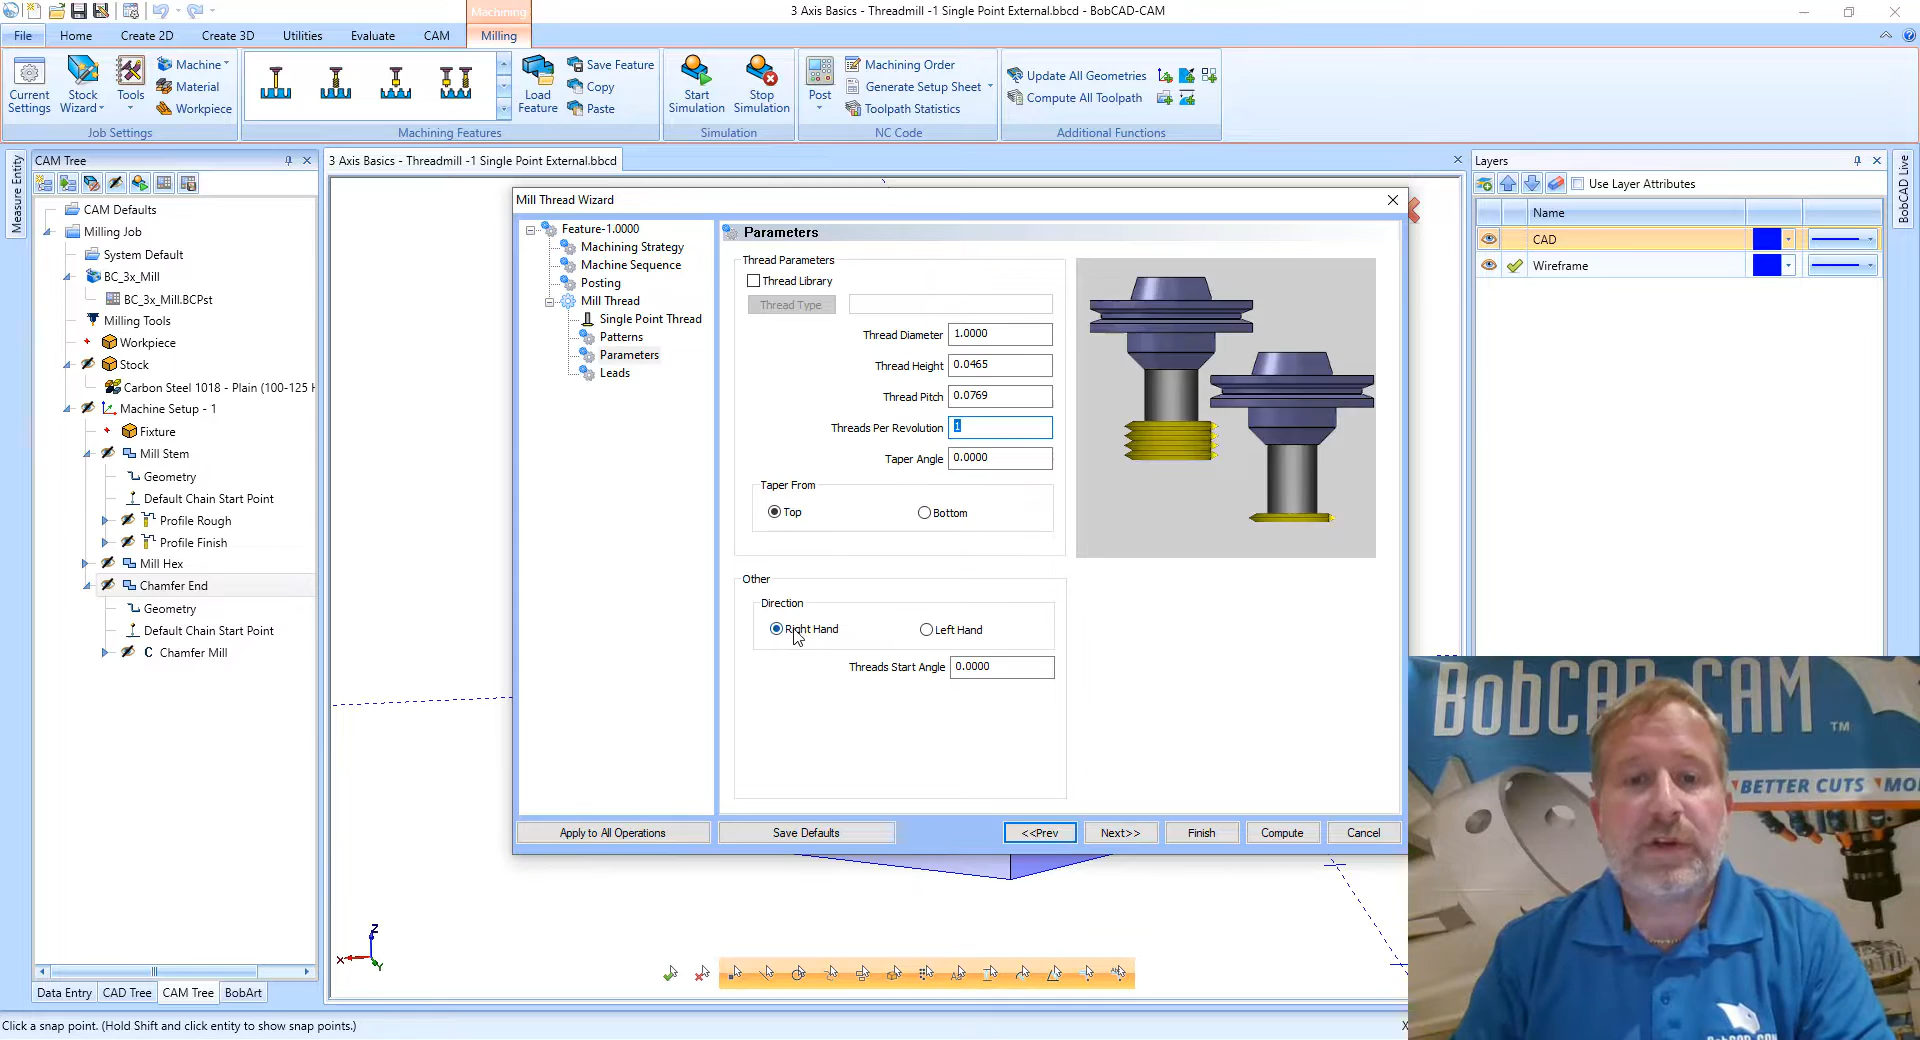 Machining
3 Axis Basics - Threadmill -1 Single Point External.bbcd - BobCAD-CAM
File Home Create 2D Create 3D Utilities Evaluate CAM Milling
Current Settings
Stock Wizard
Tools
Machine
Material
Workpiece
Job Settings
Load Feature
Save Feature
Copy
Paste
Machining Features
Start Simulation
Stop Simulation
Simulation
Post
Machining Order
Generate Setup Sheet
Toolpath Statistics
NC Code
Update All Geometries
Compute All Toolpath
Additional Functions
Measure Entity
CAM Tree
CAM Defaults
Milling Job
System Default
BC_3x_Mill
BC_3x_Mill.BCPst
Milling Tools
Workpiece
Stock
Carbon Steel 1018 - Plain (100-125 H
Machine Setup - 1
Fixture
Mill Stem
Geometry
Default Chain Start Point
Profile Rough
Profile Finish
Mill Hex
Chamfer End
Geometry
Default Chain Start Point
C Chamfer Mill
Data Entry CAD Tree CAM Tree BobArt
Click a snap point. (Hold Shift and click entity to show snap points.)
3 Axis Basics - Threadmill -1 Single Point External.bbcd
Mill Thread Wizard
Feature-1.0000
Machining Strategy
Machine Sequence
Posting
Mill Thread
Single Point Thread
Patterns
Parameters
Leads
Parameters
Thread Parameters
Thread Library
Thread Type
Thread Diameter 1.0000
Thread Height 0.0465
Thread Pitch 0.0769
Threads Per Revolution 1
Taper Angle 0.0000
Taper From
Top Bottom
Other
Direction
Right Hand Left Hand
Threads Start Angle 0.0000
Apply to All Operations Save Defaults <<Prev Next>> Finish Compute Cancel
Z
X
Y
X
Layers
Use Layer Attributes
Name
CAD
Wireframe
BobCAD Live
BobCAD-CAM ™
BETTER CUTS